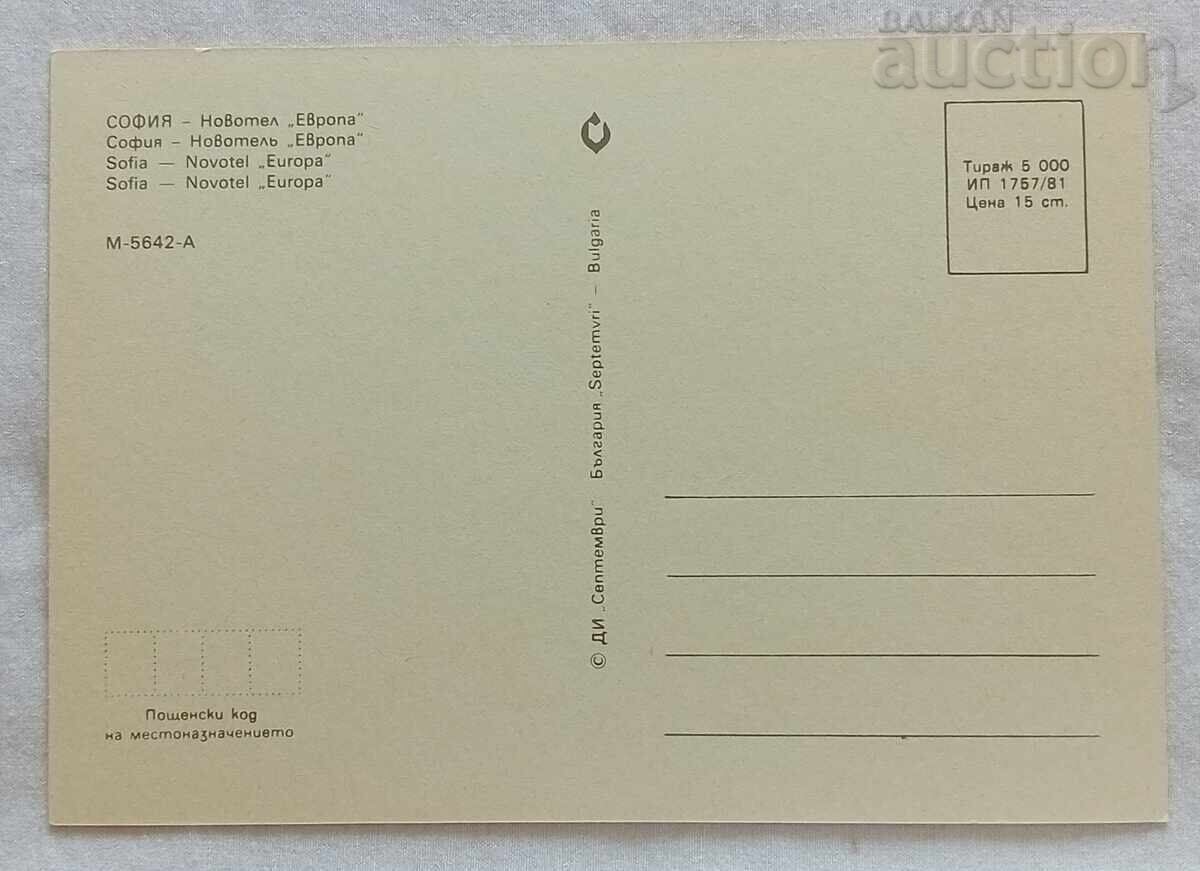 BALKAN
auction
СОФИЯ – Новотел „Европа“
София – Новотель „Европа“
Sofia — Novotel „Europa“
Sofia — Novotel „Europa“
М-5642-А
© ДИ „Септември“ България „Septemvri“ – Bulgaria
Тираж 5 000
ИП 1757/81
Цена 15 ст.
Пощенски код
на местоназначението